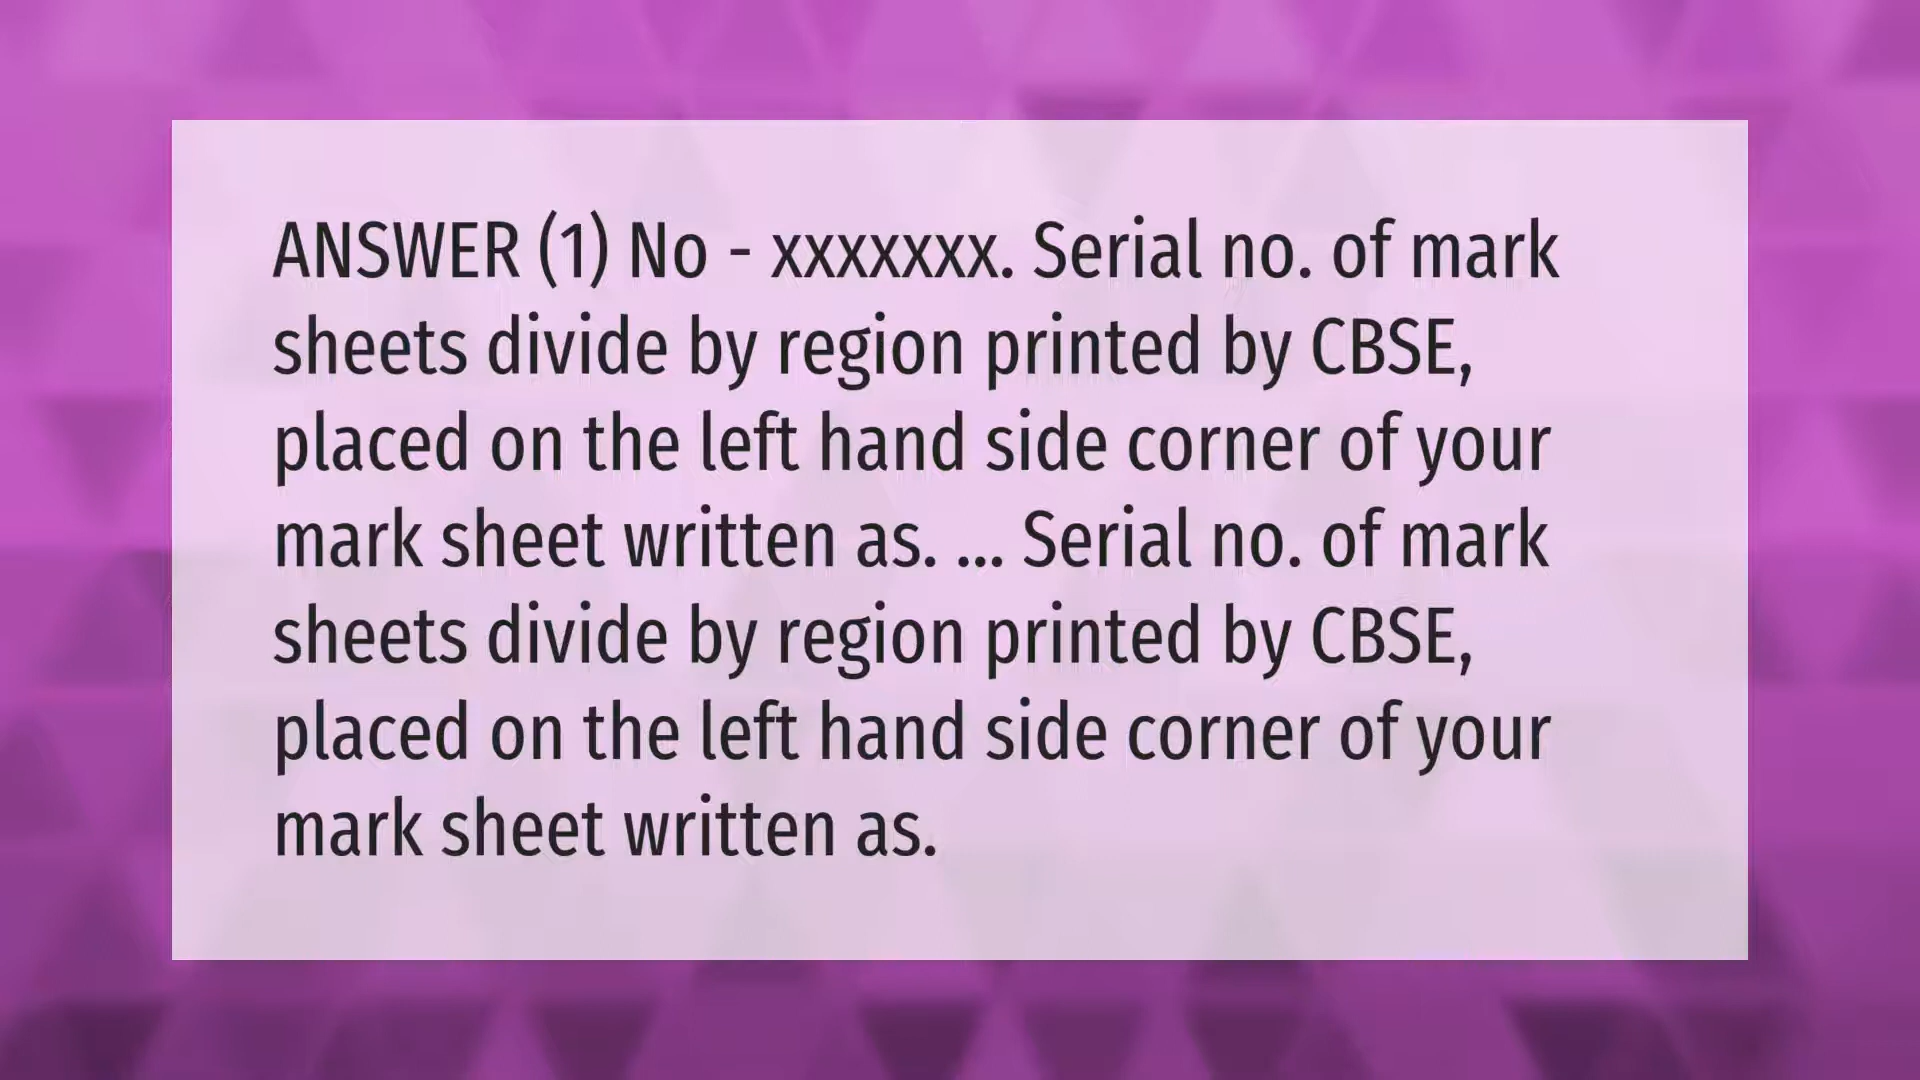 ANSWER (1) No - xxxxxxx. Serial no. of mark
sheets divide by region printed by CBSE,
placed on the left hand side corner of your
mark sheet written as. ... Serial no. of mark
sheets divide by region printed by CBSE,
placed on the left hand side corner of your
mark sheet written as.